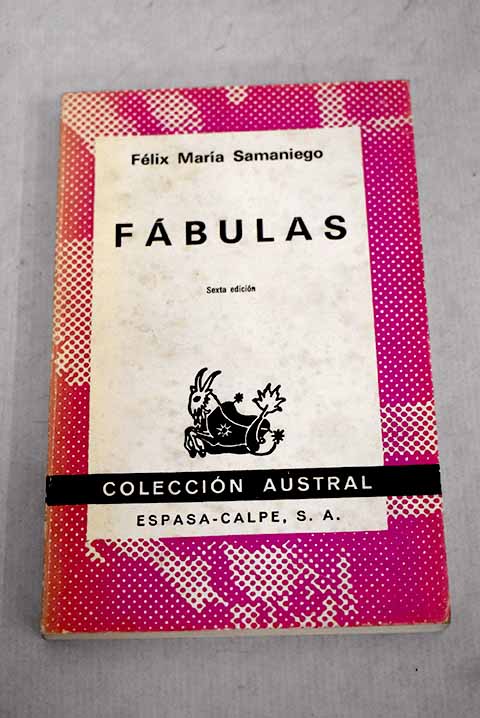 Félix María Samaniego
FÁBULAS
Sexta edición
COLECCIÓN AUSTRAL
ESPASA-CALPE, S. A.